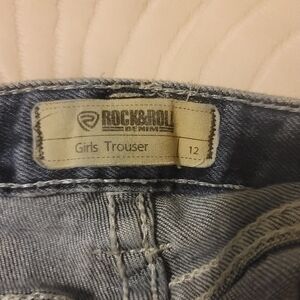 ROCK&ROLL
DENIM
Girls Trouser 12